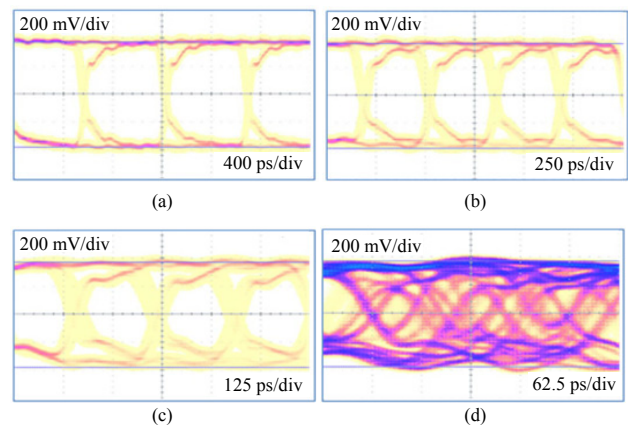 200 mV/div
400 ps/div
(a)
200 mV/div
250 ps/div
(b)
200 mV/div
125 ps/div
(c)
200 mV/div
62.5 ps/div
(d)